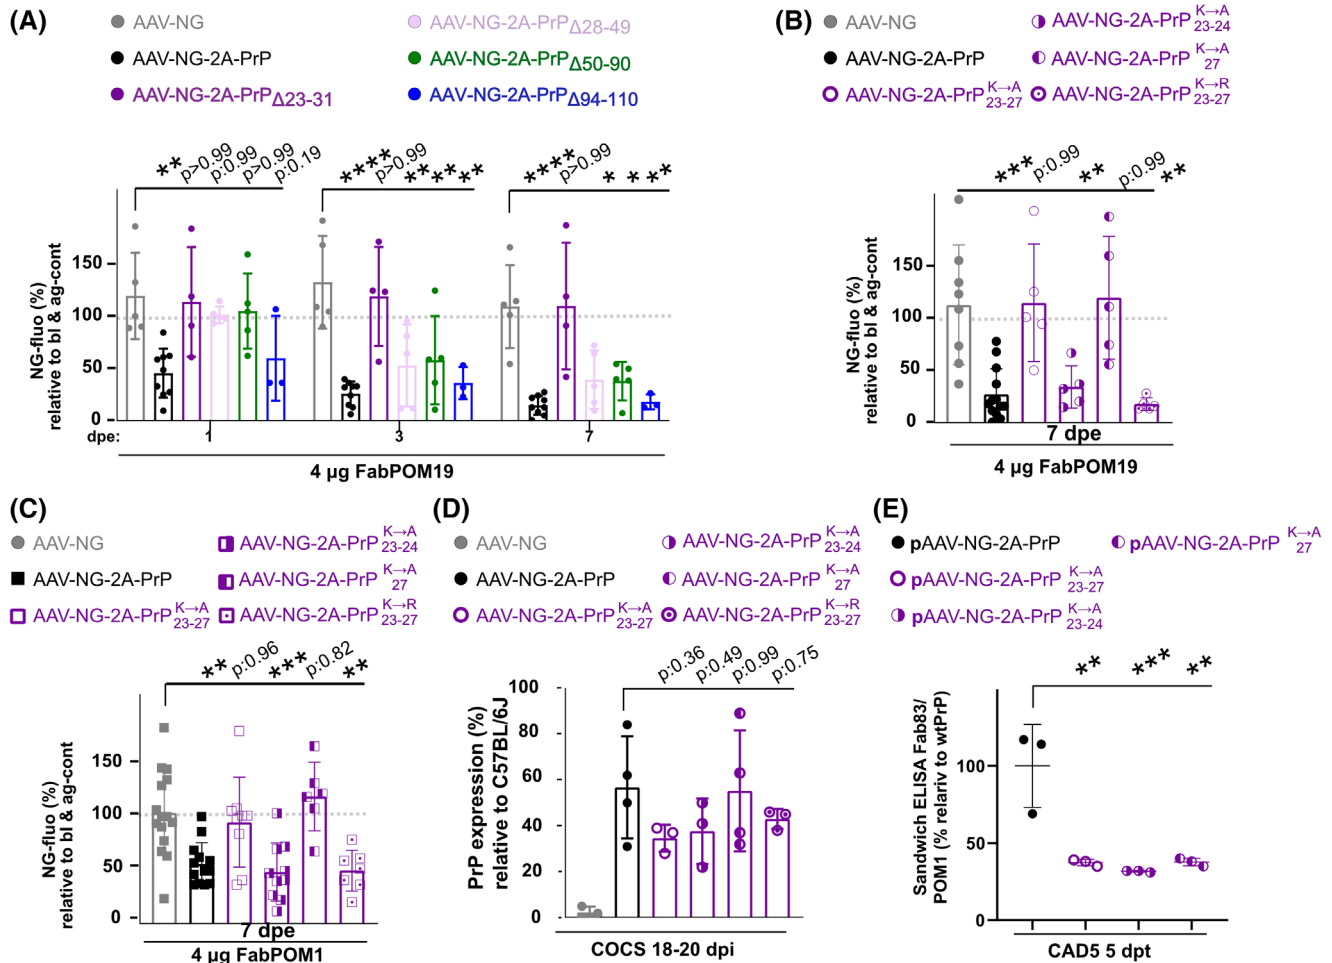 (A)
AAV-NG
AAV-NG-2A-PrP
AAV-NG-2A-PrPΔ23-31
AAV-NG-2A-PrPΔ28-49
AAV-NG-2A-PrPΔ50-90
AAV-NG-2A-PrPΔ94-110
** p>0.99 p:0.99 p>0.99 p:0.19
**** p>0.99 ** ** **
**** p>0.99 * * **
NG-fluo (%)
relative to bl & ag-cont
150
100
50
0
dpe: 1 3 7
4 µg FabPOM19
(B)
AAV-NG
AAV-NG-2A-PrP
AAV-NG-2A-PrP K→A 23-27
AAV-NG-2A-PrP K→A 23-24
AAV-NG-2A-PrP K→A 27
AAV-NG-2A-PrP K→R 23-27
*** p:0.99 ** p:0.99 **
NG-fluo (%)
relative to bl & ag-cont
150
100
50
0
7 dpe
4 µg FabPOM19
(C)
AAV-NG
AAV-NG-2A-PrP
AAV-NG-2A-PrP K→A 23-27
AAV-NG-2A-PrP K→A 23-24
AAV-NG-2A-PrP K→A 27
AAV-NG-2A-PrP K→R 23-27
** p:0.96 *** p:0.82 **
NG-fluo (%)
relative to bl & ag-cont
150
100
50
0
7 dpe
4 µg FabPOM1
(D)
AAV-NG
AAV-NG-2A-PrP
AAV-NG-2A-PrP K→A 23-27
AAV-NG-2A-PrP K→A 23-24
AAV-NG-2A-PrP K→A 27
AAV-NG-2A-PrP K→R 23-27
p:0.36 p:0.49 p:0.99 p:0.75
PrP expression (%)
relative to C57BL/6J
100
80
60
40
20
0
COCS 18-20 dpi
(E)
pAAV-NG-2A-PrP
pAAV-NG-2A-PrP K→A 23-27
pAAV-NG-2A-PrP K→A 23-24
pAAV-NG-2A-PrP K→A 27
** *** **
Sandwich ELISA Fab83/
POM1 (% relariv to wtPrP)
100
50
0
CAD5 5 dpt